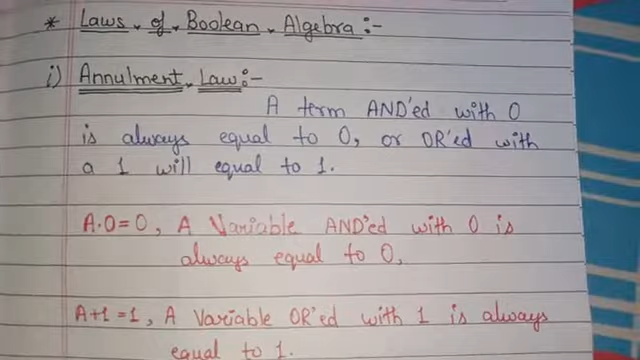 * Laws of Boolean Algebra :-
i) Annulment Law :-
A term AND'ed with 0
is always equal to 0, or OR'ed with
a 1 will equal to 1.
A·0=0, A Variable AND'ed with 0 is
always equal to 0,
A+1=1, A Variable OR'ed with 1 is always
equal to 1.